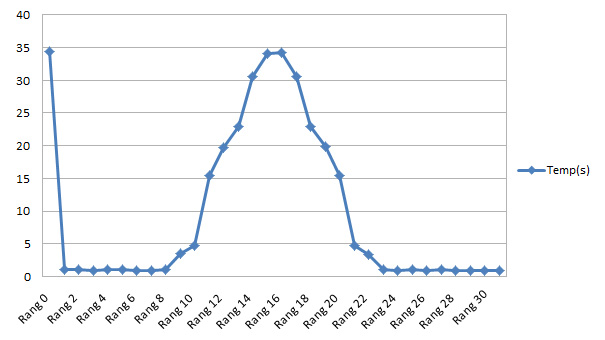 40
35
30
25
20
15
10
5
0
Temp(s)
Rang 0
Rang 2
Rang 4
Rang 6
Rang 8
Rang 10
Rang 12
Rang 14
Rang 16
Rang 18
Rang 20
Rang 22
Rang 24
Rang 26
Rang 28
Rang 30